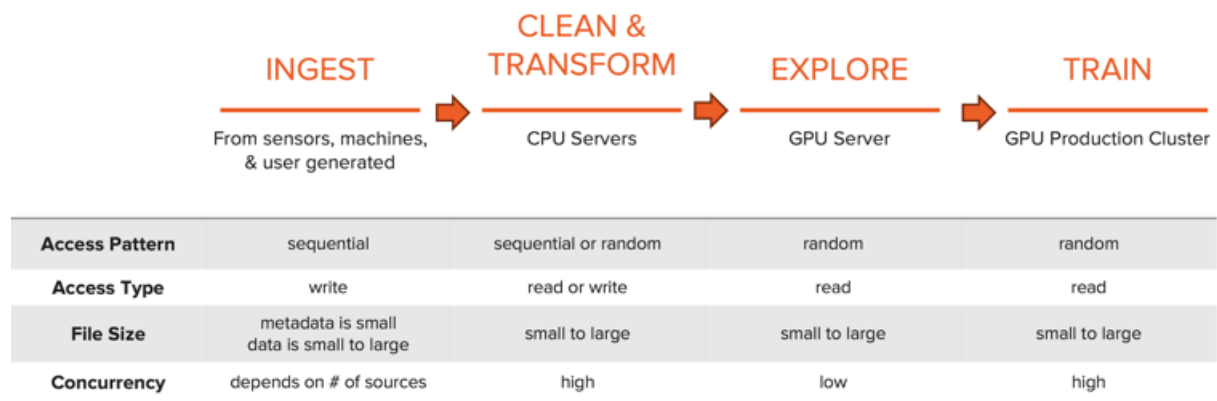 INGEST
CLEAN &
TRANSFORM
EXPLORE
TRAIN
From sensors, machines,
& user generated
CPU Servers
GPU Server
GPU Production Cluster
Access Pattern sequential sequential or random random random
Access Type write read or write read read
File Size metadata is small
data is small to large small to large small to large small to large
Concurrency depends on # of sources high low high